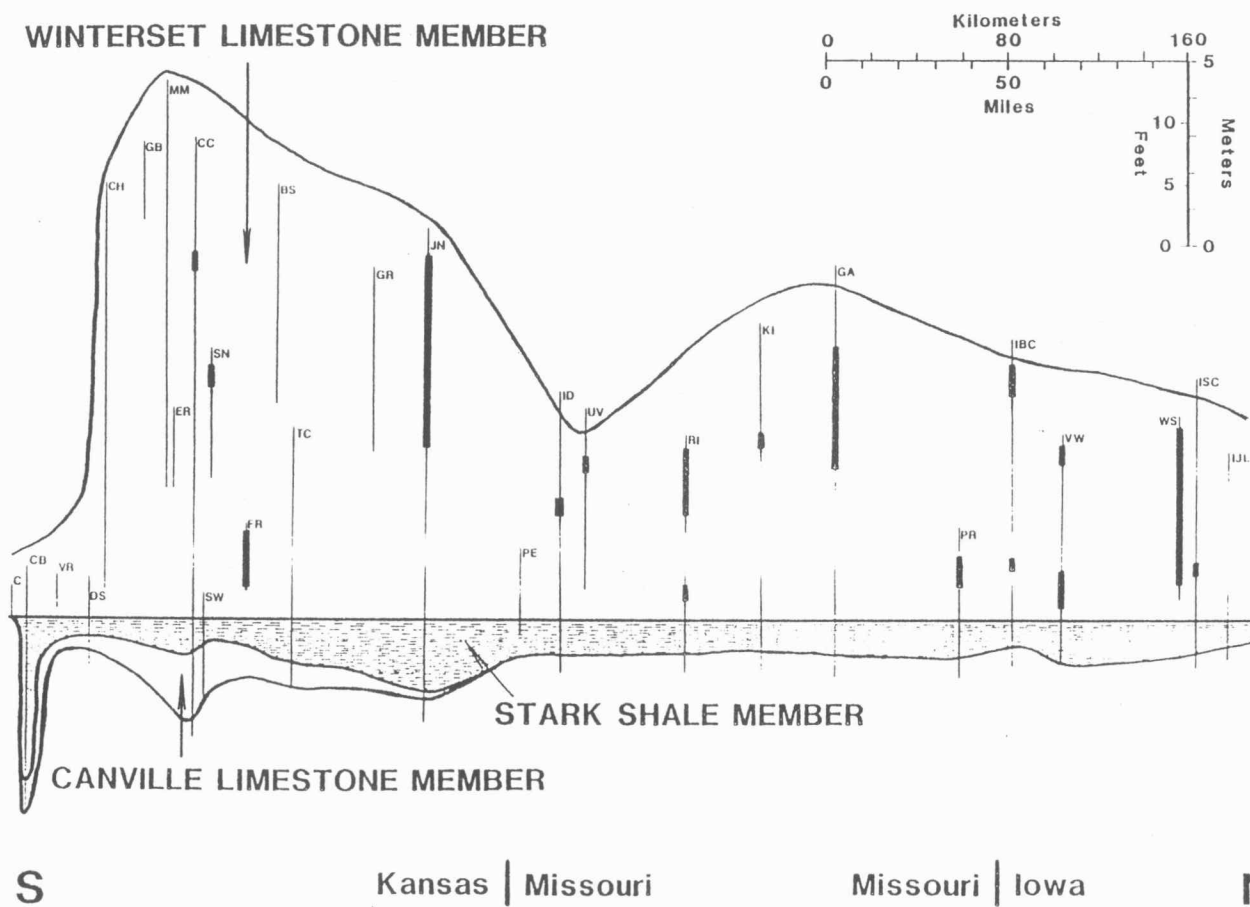 WINTERSET LIMESTONE MEMBER
Kilometers
0 80 160
0 50
Miles
5
10
5
0 0
Feet
Meters
MM
GB
CC
CH
BS
JN
GR
GA
KI
SN
IBC
ISC
ER
ID
UV
TC
RI
VW
WS
IJL
FR
PE
PR
C
CB
VR
DS
SW
STARK SHALE MEMBER
CANVILLE LIMESTONE MEMBER
S
Kansas Missouri
Missouri Iowa